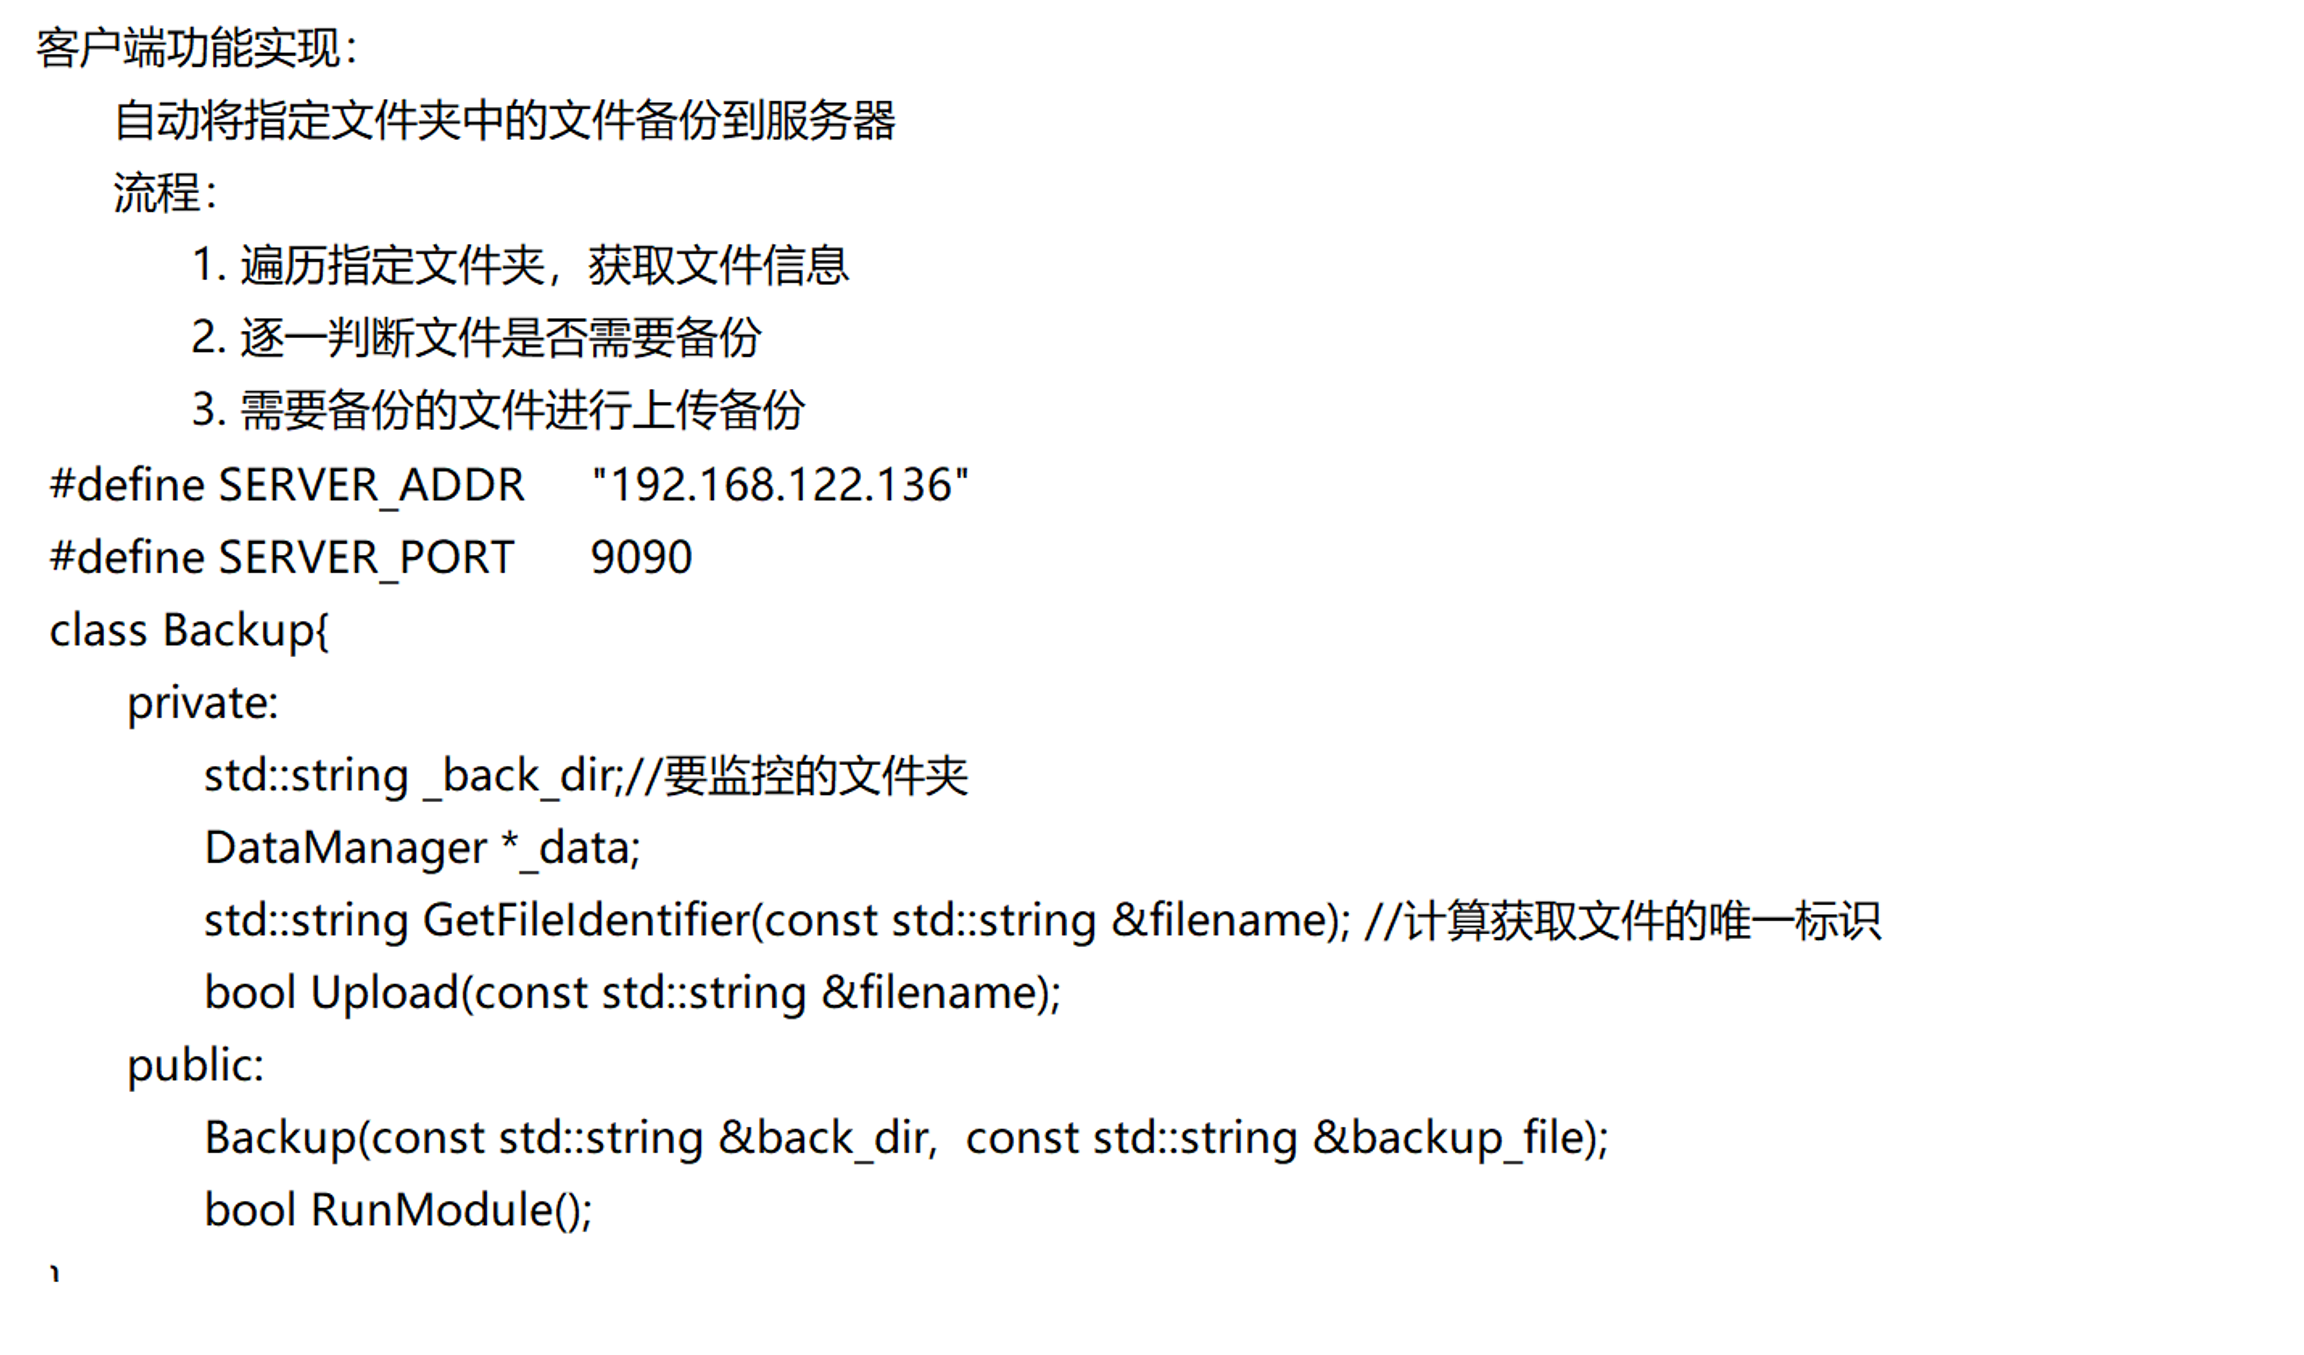 客户端功能实现：
自动将指定文件夹中的文件备份到服务器
流程：
1. 遍历指定文件夹，获取文件信息
2. 逐一判断文件是否需要备份
3. 需要备份的文件进行上传备份
#define SERVER_ADDR "192.168.122.136"
#define SERVER_PORT 9090
class Backup{
private:
std::string _back_dir;//要监控的文件夹
DataManager *_data;
std::string GetFileIdentifier(const std::string &filename); //计算获取文件的唯一标识
bool Upload(const std::string &filename);
public:
Backup(const std::string &back_dir, const std::string &backup_file);
bool RunModule();